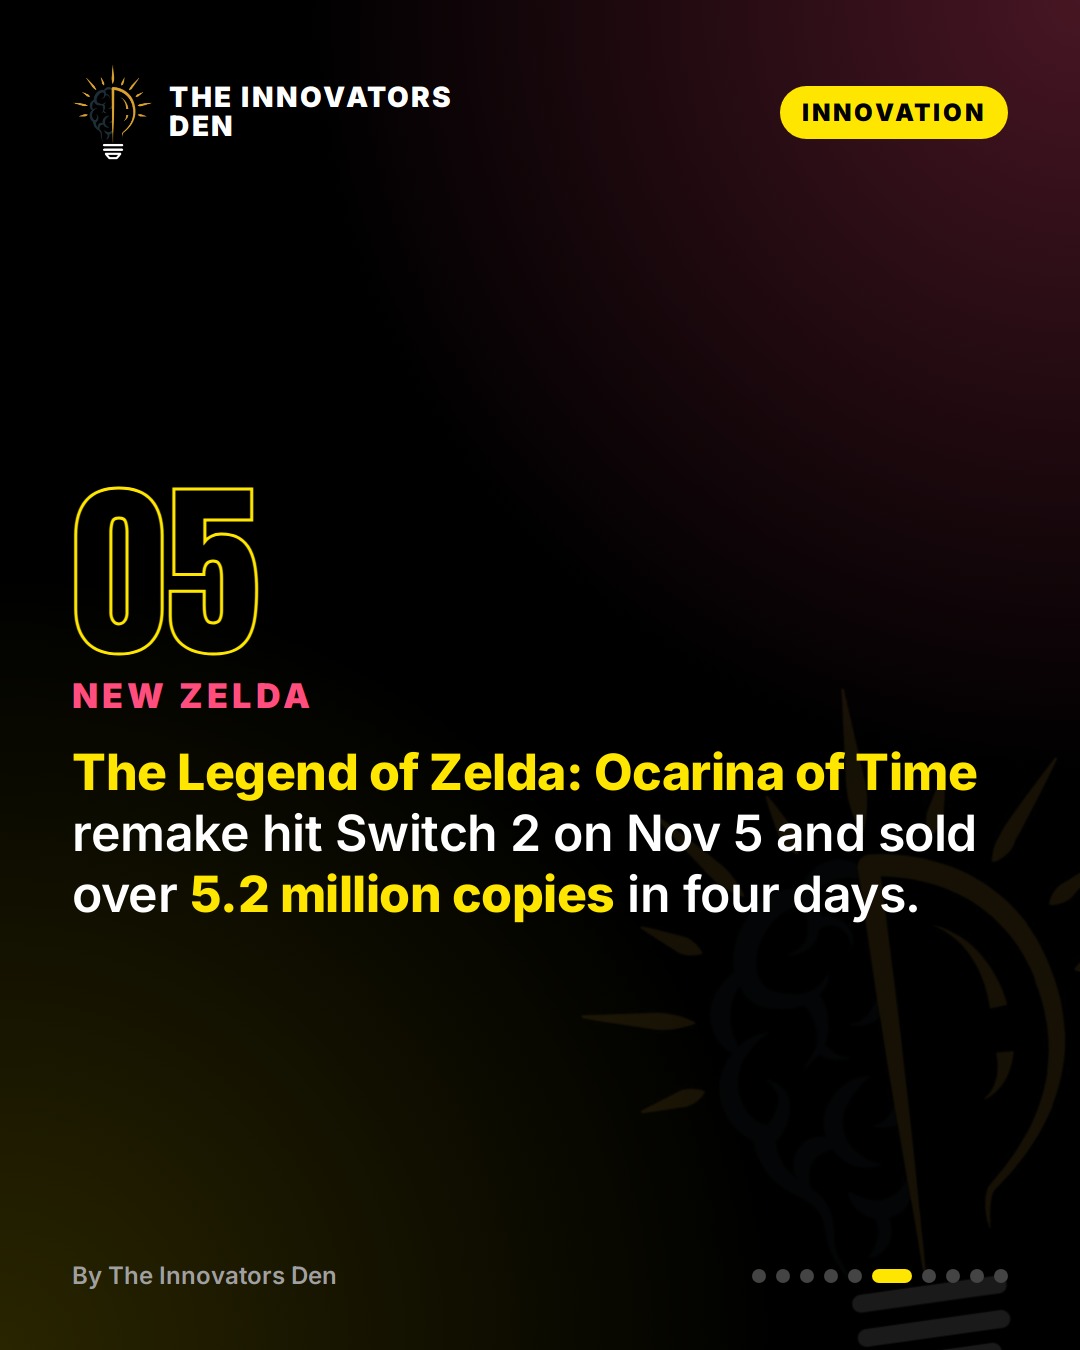 THE INNOVATORS
DEN
INNOVATION
05
NEW ZELDA
The Legend of Zelda: Ocarina of Time
remake hit Switch 2 on Nov 5 and sold
over 5.2 million copies in four days.
By The Innovators Den